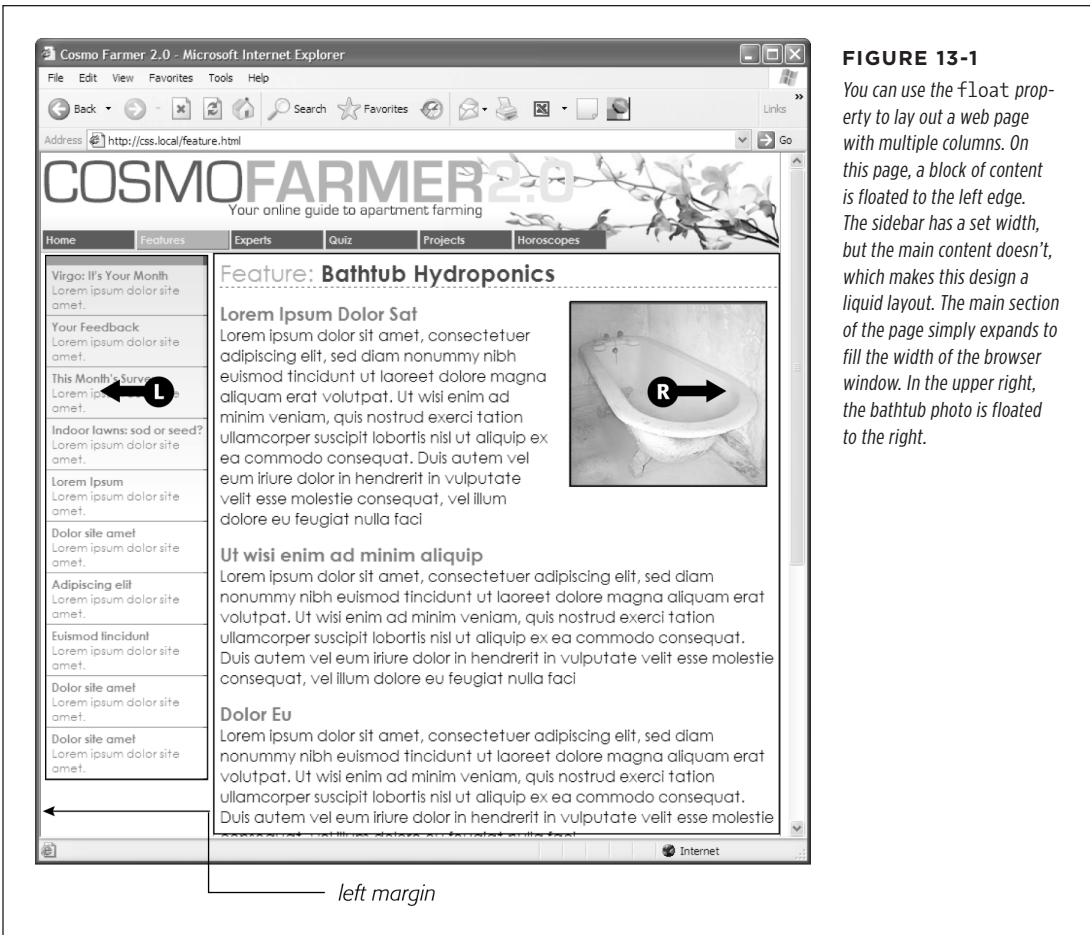 Cosmo Farmer 2.0 - Microsoft Internet Explorer
File Edit View Favorites Tools Help
Back Search Favorites Links
Address http://css.local/feature.html Go
COSMOFARMER2.0
Your online guide to apartment farming
Home Features Experts Quiz Projects Horoscopes
Virgo: It's Your Month
Lorem ipsum dolor site
amet.
Your Feedback
Lorem ipsum dolor site
amet.
This Month's Survey
Lorem ipsum dolor site
amet.
L
Indoor lawns: sod or seed?
Lorem ipsum dolor site
amet.
Lorem Ipsum
Lorem ipsum dolor site
amet.
Dolor site amet
Lorem ipsum dolor site
amet.
Adipiscing elit
Lorem ipsum dolor site
amet.
Euismod tincidunt
Lorem ipsum dolor site
amet.
Dolor site amet
Lorem ipsum dolor site
amet.
Dolor site amet
Lorem ipsum dolor site
amet.
Feature: Bathtub Hydroponics
Lorem Ipsum Dolor Sat
Lorem ipsum dolor sit amet, consectetuer
adipiscing elit, sed diam nonummy nibh
euismod tincidunt ut laoreet dolore magna
aliquam erat volutpat. Ut wisi enim ad
minim veniam, quis nostrud exerci tation
ullamcorper suscipit lobortis nisl ut aliquip ex
ea commodo consequat. Duis autem vel
eum iriure dolor in hendrerit in vulputate
velit esse molestie consequat, vel illum
dolore eu feugiat nulla faci
R
Ut wisi enim ad minim aliquip
Lorem ipsum dolor sit amet, consectetuer adipiscing elit, sed diam
nonummy nibh euismod tincidunt ut laoreet dolore magna aliquam erat
volutpat. Ut wisi enim ad minim veniam, quis nostrud exerci tation
ullamcorper suscipit lobortis nisl ut aliquip ex ea commodo consequat.
Duis autem vel eum iriure dolor in hendrerit in vulputate velit esse molestie
consequat, vel illum dolore eu feugiat nulla faci
Dolor Eu
Lorem ipsum dolor sit amet, consectetuer adipiscing elit, sed diam
nonummy nibh euismod tincidunt ut laoreet dolore magna aliquam erat
volutpat. Ut wisi enim ad minim veniam, quis nostrud exerci tation
ullamcorper suscipit lobortis nisl ut aliquip ex ea commodo consequat.
Duis autem vel eum iriure dolor in hendrerit in vulputate velit esse molestie
consequat, vel illum dolore eu feugiat nulla faci
Internet
left margin
FIGURE 13-1
You can use the float prop-
erty to lay out a web page
with multiple columns. On
this page, a block of content
is floated to the left edge.
The sidebar has a set width,
but the main content doesn't,
which makes this design a
liquid layout. The main section
of the page simply expands to
fill the width of the browser
window. In the upper right,
the bathtub photo is floated
to the right.